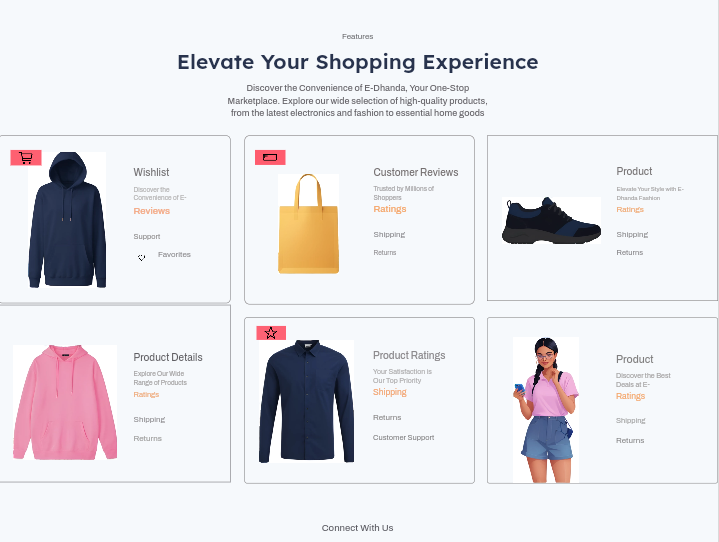 Features
Elevate Your Shopping Experience
Discover the Convenience of E-Dhanda, Your One-Stop
Marketplace. Explore our wide selection of high-quality products,
from the latest electronics and fashion to essential home goods
Wishlist
Discover the
Convenience of E-
Reviews
Support
Favorites
Customer Reviews
Trusted by Millions of
Shoppers
Ratings
Shipping
Returns
Product
Elevate Your Style with E-
Dhanda Fashion
Ratings
Shipping
Returns
Product Details
Explore Our Wide
Range of Products
Ratings
Shipping
Returns
Product Ratings
Your Satisfaction is
Our Top Priority
Shipping
Returns
Customer Support
Product
Discover the Best
Deals at E-
Ratings
Shipping
Returns
Connect With Us